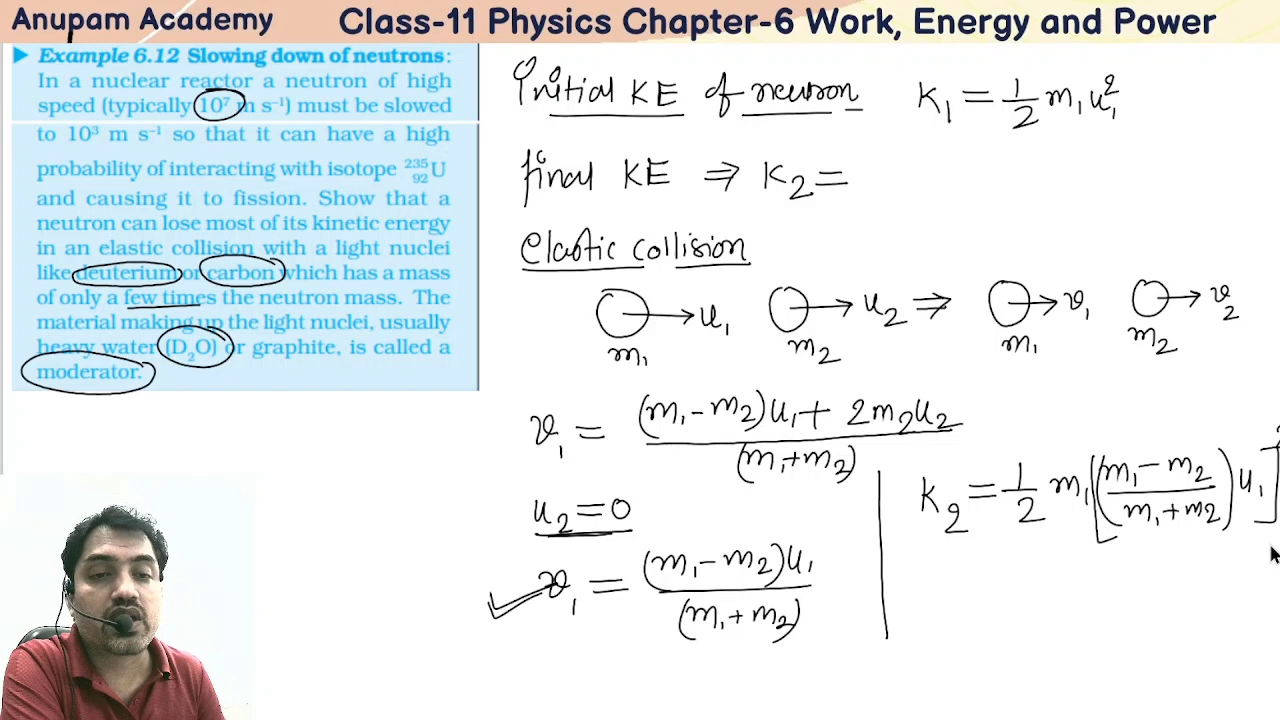 Anupam Academy
Class-11 Physics Chapter-6 Work, Energy and Power
▶ Example 6.12 Slowing down of neutrons:
In a nuclear reactor a neutron of high
speed (typically 10⁷ m s⁻¹) must be slowed
to 10³ m s⁻¹ so that it can have a high
probability of interacting with isotope ²³⁵₉₂U
and causing it to fission. Show that a
neutron can lose most of its kinetic energy
in an elastic collision with a light nuclei
like deuterium or carbon which has a mass
of only a few times the neutron mass. The
material making up the light nuclei, usually
heavy water (D₂O) or graphite, is called a
moderator.
Initial KE of neutron K₁ = 1/2 m₁u₁²
final KE ⇒ K₂ =
Elastic collision
→ u₁ → u₂ ⇒ → v₁ → v₂
m₁ m₂ m₁ m₂
v₁ = (m₁ - m₂)u₁ + 2m₂u₂ / (m₁+m₂)
u₂ = 0
✓ v₁ = (m₁ - m₂)u₁ / (m₁ + m₂)
K₂ = 1/2 m₁[((m₁ - m₂)/(m₁ + m₂))u₁]²